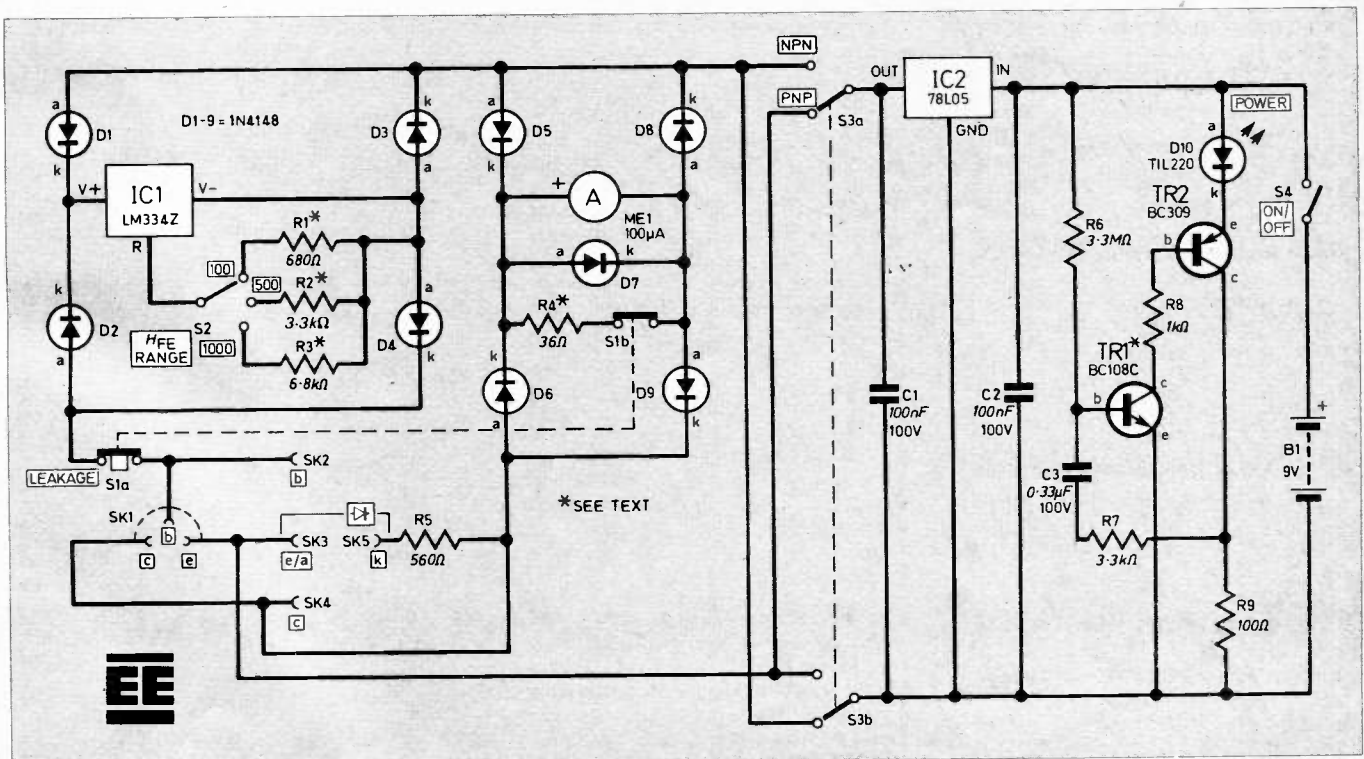 NPN
PNP
S3a
OUT
IC2
78L05
IN
GND
POWER
a
D10
TIL220
k
S4
ON/
OFF
a
D1
k
D1-9 = 1N4148
k
D3
a
a
D5
k
k
D8
a
V+
IC1
LM334Z
V-
R
R1*
680Ω
100
500
R2*
3.3kΩ
S2
1000
R3*
6.8kΩ
HFE
RANGE
k
D2
a
a
D4
k
+
A
ME1
100µA
a
k
D7
R4*
36Ω
S1b
k
D6
a
a
D9
k
R6
3.3MΩ
TR2
BC309
b
e
c
R8
1kΩ
TR1*
BC108C
b
c
e
C1
100nF
100V
C2
100nF
100V
C3
0.33µF
100V
R7
3.3kΩ
R9
100Ω
+
B1
9V
LEAKAGE
S1a
SK2
b
SK1
b
c
e
SK3
e/a
SK5
k
R5
560Ω
*SEE TEXT
SK4
c
S3b
EE